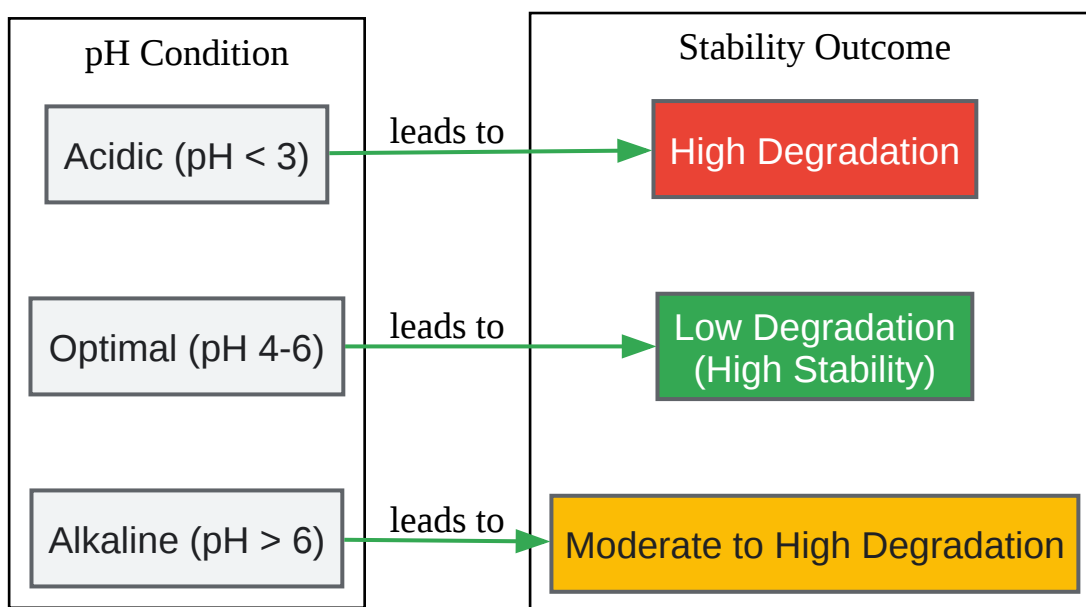 pH Condition
Stability Outcome
Acidic (pH < 3)
leads to
High Degradation
Optimal (pH 4-6)
leads to
Low Degradation
(High Stability)
Alkaline (pH > 6)
leads to
Moderate to High Degradation